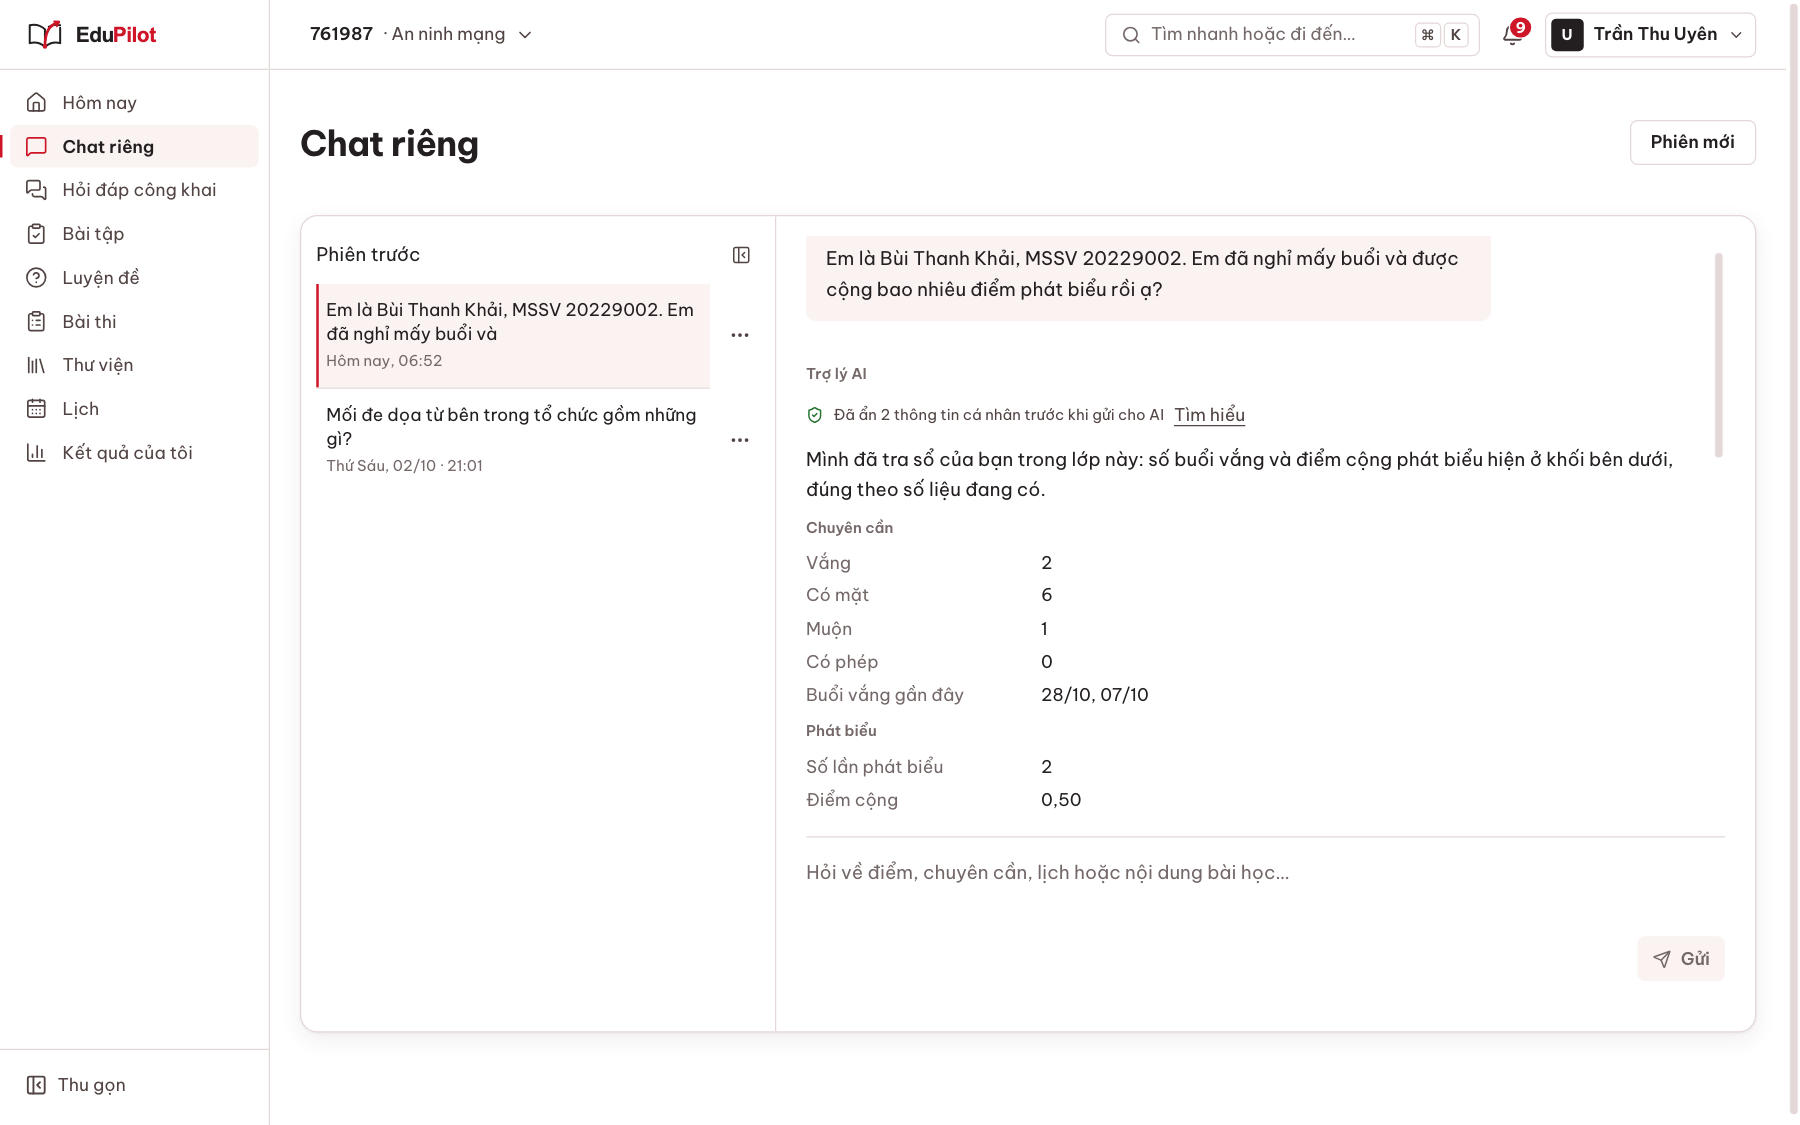 EduPilot
761987 · An ninh mạng
Tìm nhanh hoặc đi đến...
⌘ K
9
U
Trần Thu Uyên
Hôm nay
Chat riêng
Hỏi đáp công khai
Bài tập
Luyện đề
Bài thi
Thư viện
Lịch
Kết quả của tôi
Thu gọn
Chat riêng
Phiên mới
Phiên trước
Em là Bùi Thanh Khải, MSSV 20229002. Em
đã nghỉ mấy buổi và
Hôm nay, 06:52
Mối đe dọa từ bên trong tổ chức gồm những
gì?
Thứ Sáu, 02/10 · 21:01
Em là Bùi Thanh Khải, MSSV 20229002. Em đã nghỉ mấy buổi và được
cộng bao nhiêu điểm phát biểu rồi ạ?
Trợ lý AI
Đã ẩn 2 thông tin cá nhân trước khi gửi cho AI Tìm hiểu
Mình đã tra sổ của bạn trong lớp này: số buổi vắng và điểm cộng phát biểu hiện ở khối bên dưới,
đúng theo số liệu đang có.
Chuyên cần
Vắng 2
Có mặt 6
Muộn 1
Có phép 0
Buổi vắng gần đây 28/10, 07/10
Phát biểu
Số lần phát biểu 2
Điểm cộng 0,50
Hỏi về điểm, chuyên cần, lịch hoặc nội dung bài học...
Gửi